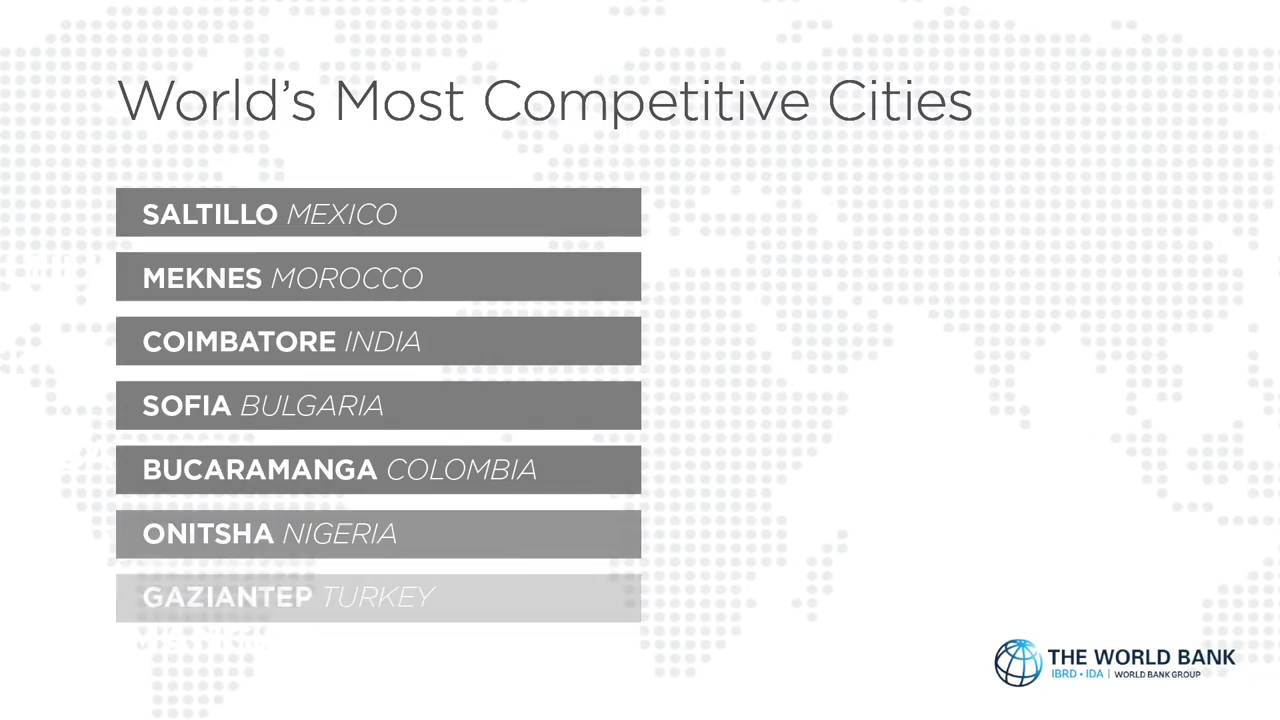 World's Most Competitive Cities
SALTILLO MEXICO
MEKNES MOROCCO
COIMBATORE INDIA
SOFIA BULGARIA
BUCARAMANGA COLOMBIA
ONITSHA NIGERIA
GAZIANTEP TURKEY
THE WORLD BANK
IBRD • IDA | WORLD BANK GROUP